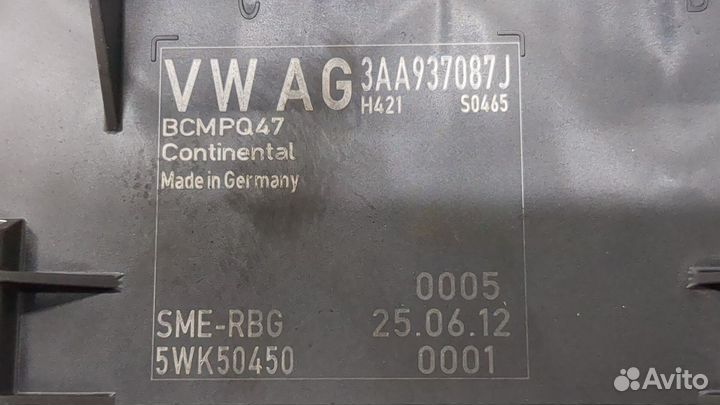 C
VW AG 3AA937087J
H421 S0465
BCMPQ47
Continental
Made in Germany
0005
SME-RBG 25.06.12
5WK50450 0001
Avito